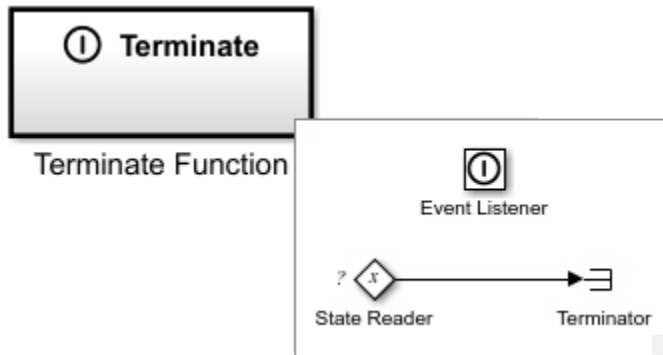 Terminate
Terminate Function
Event Listener
? x
State Reader
Terminator